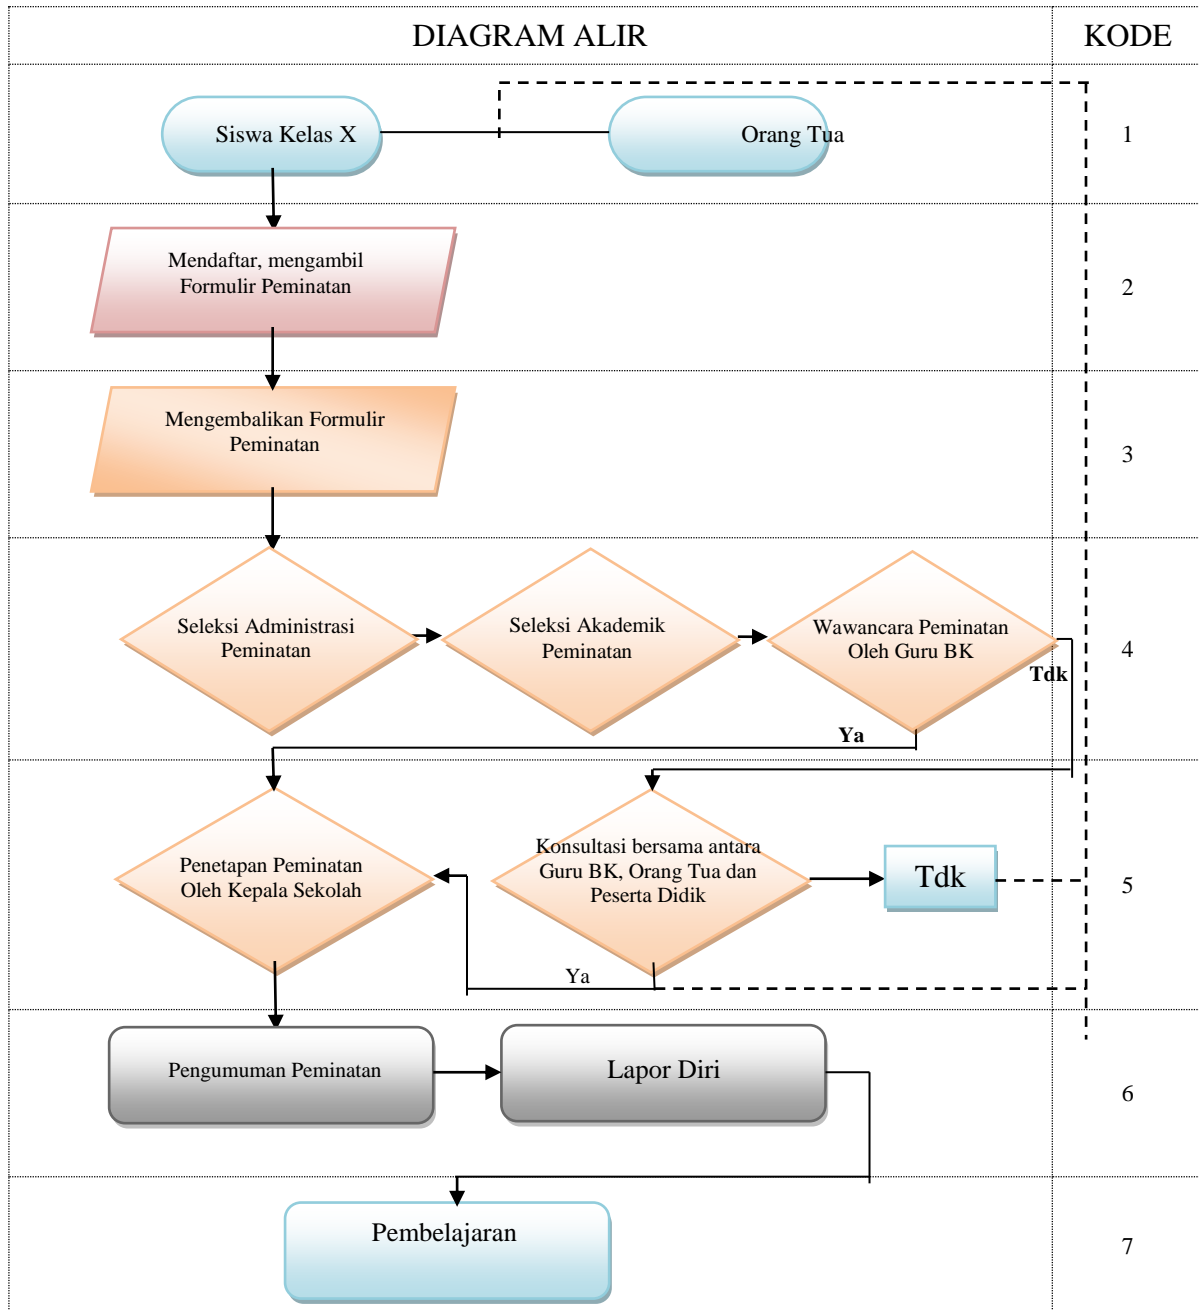 DIAGRAM ALIR
KODE
Siswa Kelas X
Orang Tua
1
Mendaftar, mengambil
Formulir Peminatan
2
Mengembalikan Formulir
Peminatan
3
Seleksi Administrasi
Peminatan
Seleksi Akademik
Peminatan
Wawancara Peminatan
Oleh Guru BK
Tdk
4
Ya
Penetapan Peminatan
Oleh Kepala Sekolah
Konsultasi bersama antara
Guru BK, Orang Tua dan
Peserta Didik
Tdk
5
Ya
Pengumuman Peminatan
Lapor Diri
6
Pembelajaran
7